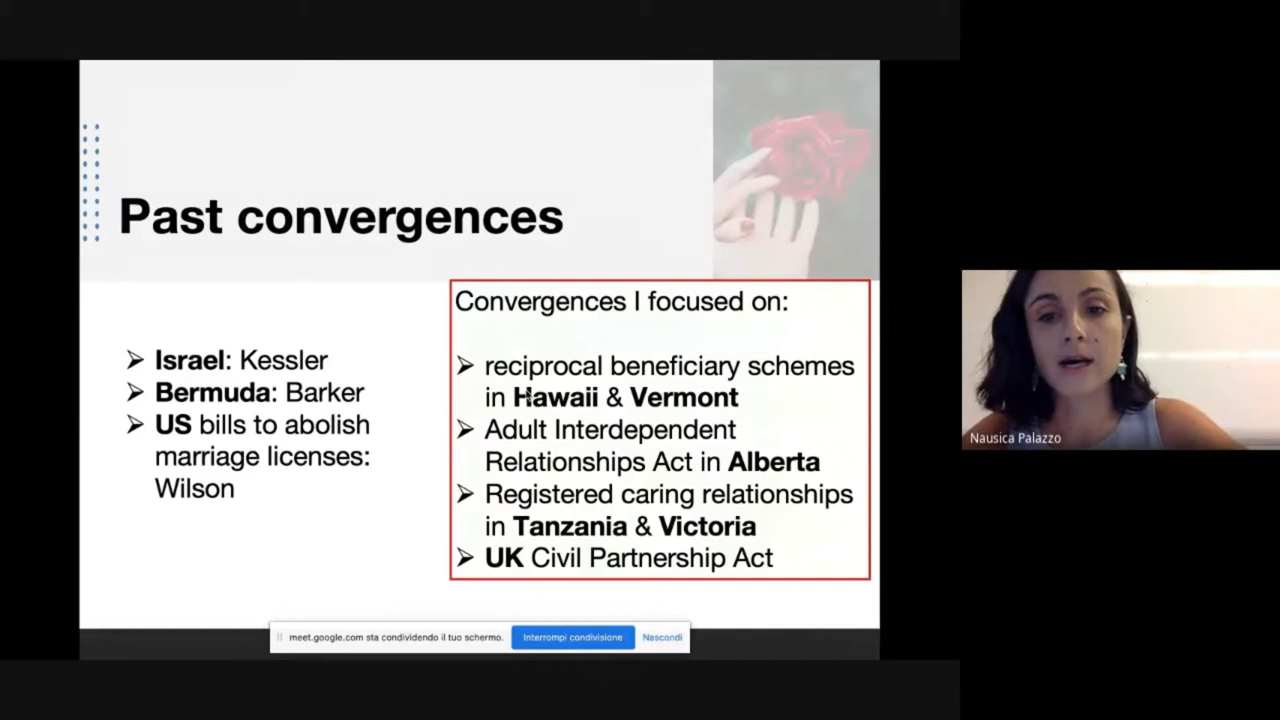 Past convergences
➢ Israel: Kessler
➢ Bermuda: Barker
➢ US bills to abolish
marriage licenses:
Wilson
Convergences I focused on:
➢ reciprocal beneficiary schemes
in Hawaii & Vermont
➢ Adult Interdependent
Relationships Act in Alberta
➢ Registered caring relationships
in Tanzania & Victoria
➢ UK Civil Partnership Act
meet.google.com sta condividendo il tuo schermo. Interrompi condivisione Nascondi
Nausica Palazzo